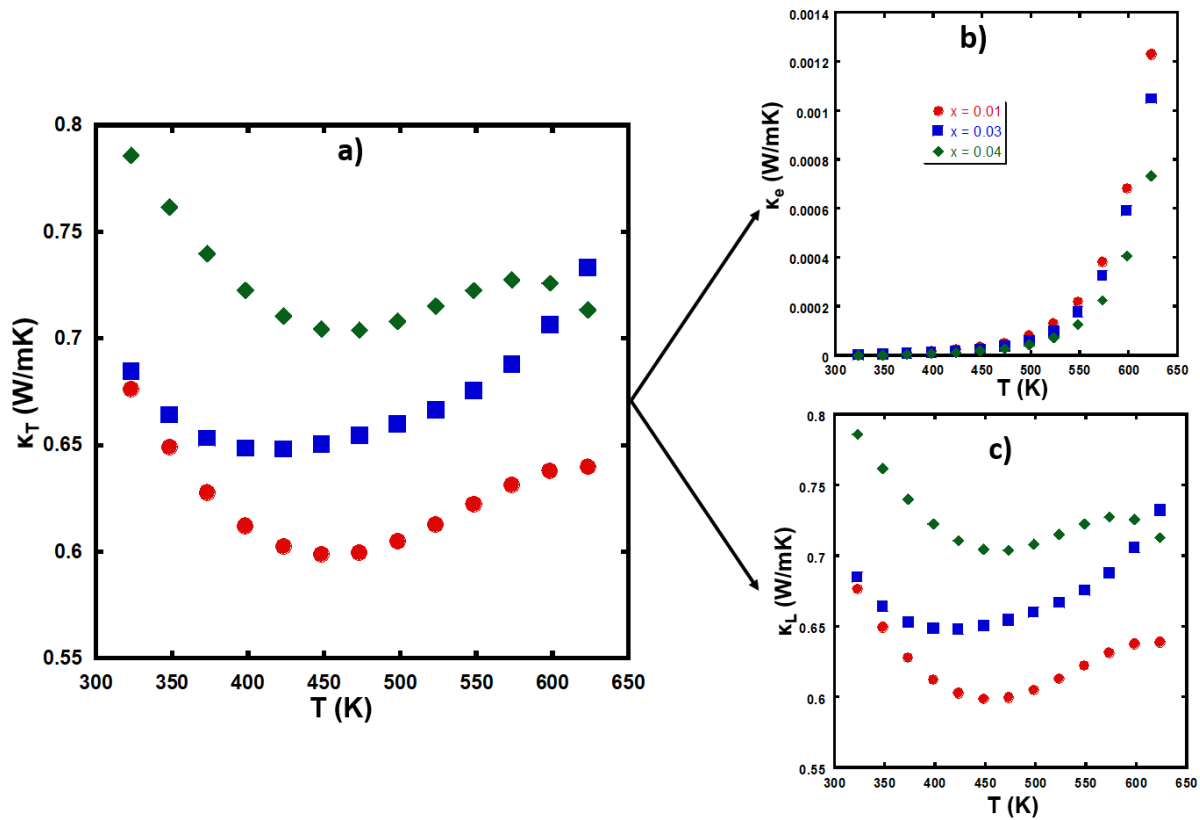 a)
κT (W/mK)
0.8
0.75
0.7
0.65
0.6
0.55
300 350 400 450 500 550 600 650
T (K)
b)
κe (W/mK)
0.0014
0.0012
0.001
0.0008
0.0006
0.0004
0.0002
0
x = 0.01
x = 0.03
x = 0.04
300 350 400 450 500 550 600 650
T (K)
c)
κL (W/mK)
0.8
0.75
0.7
0.65
0.6
0.55
300 350 400 450 500 550 600 650
T (K)